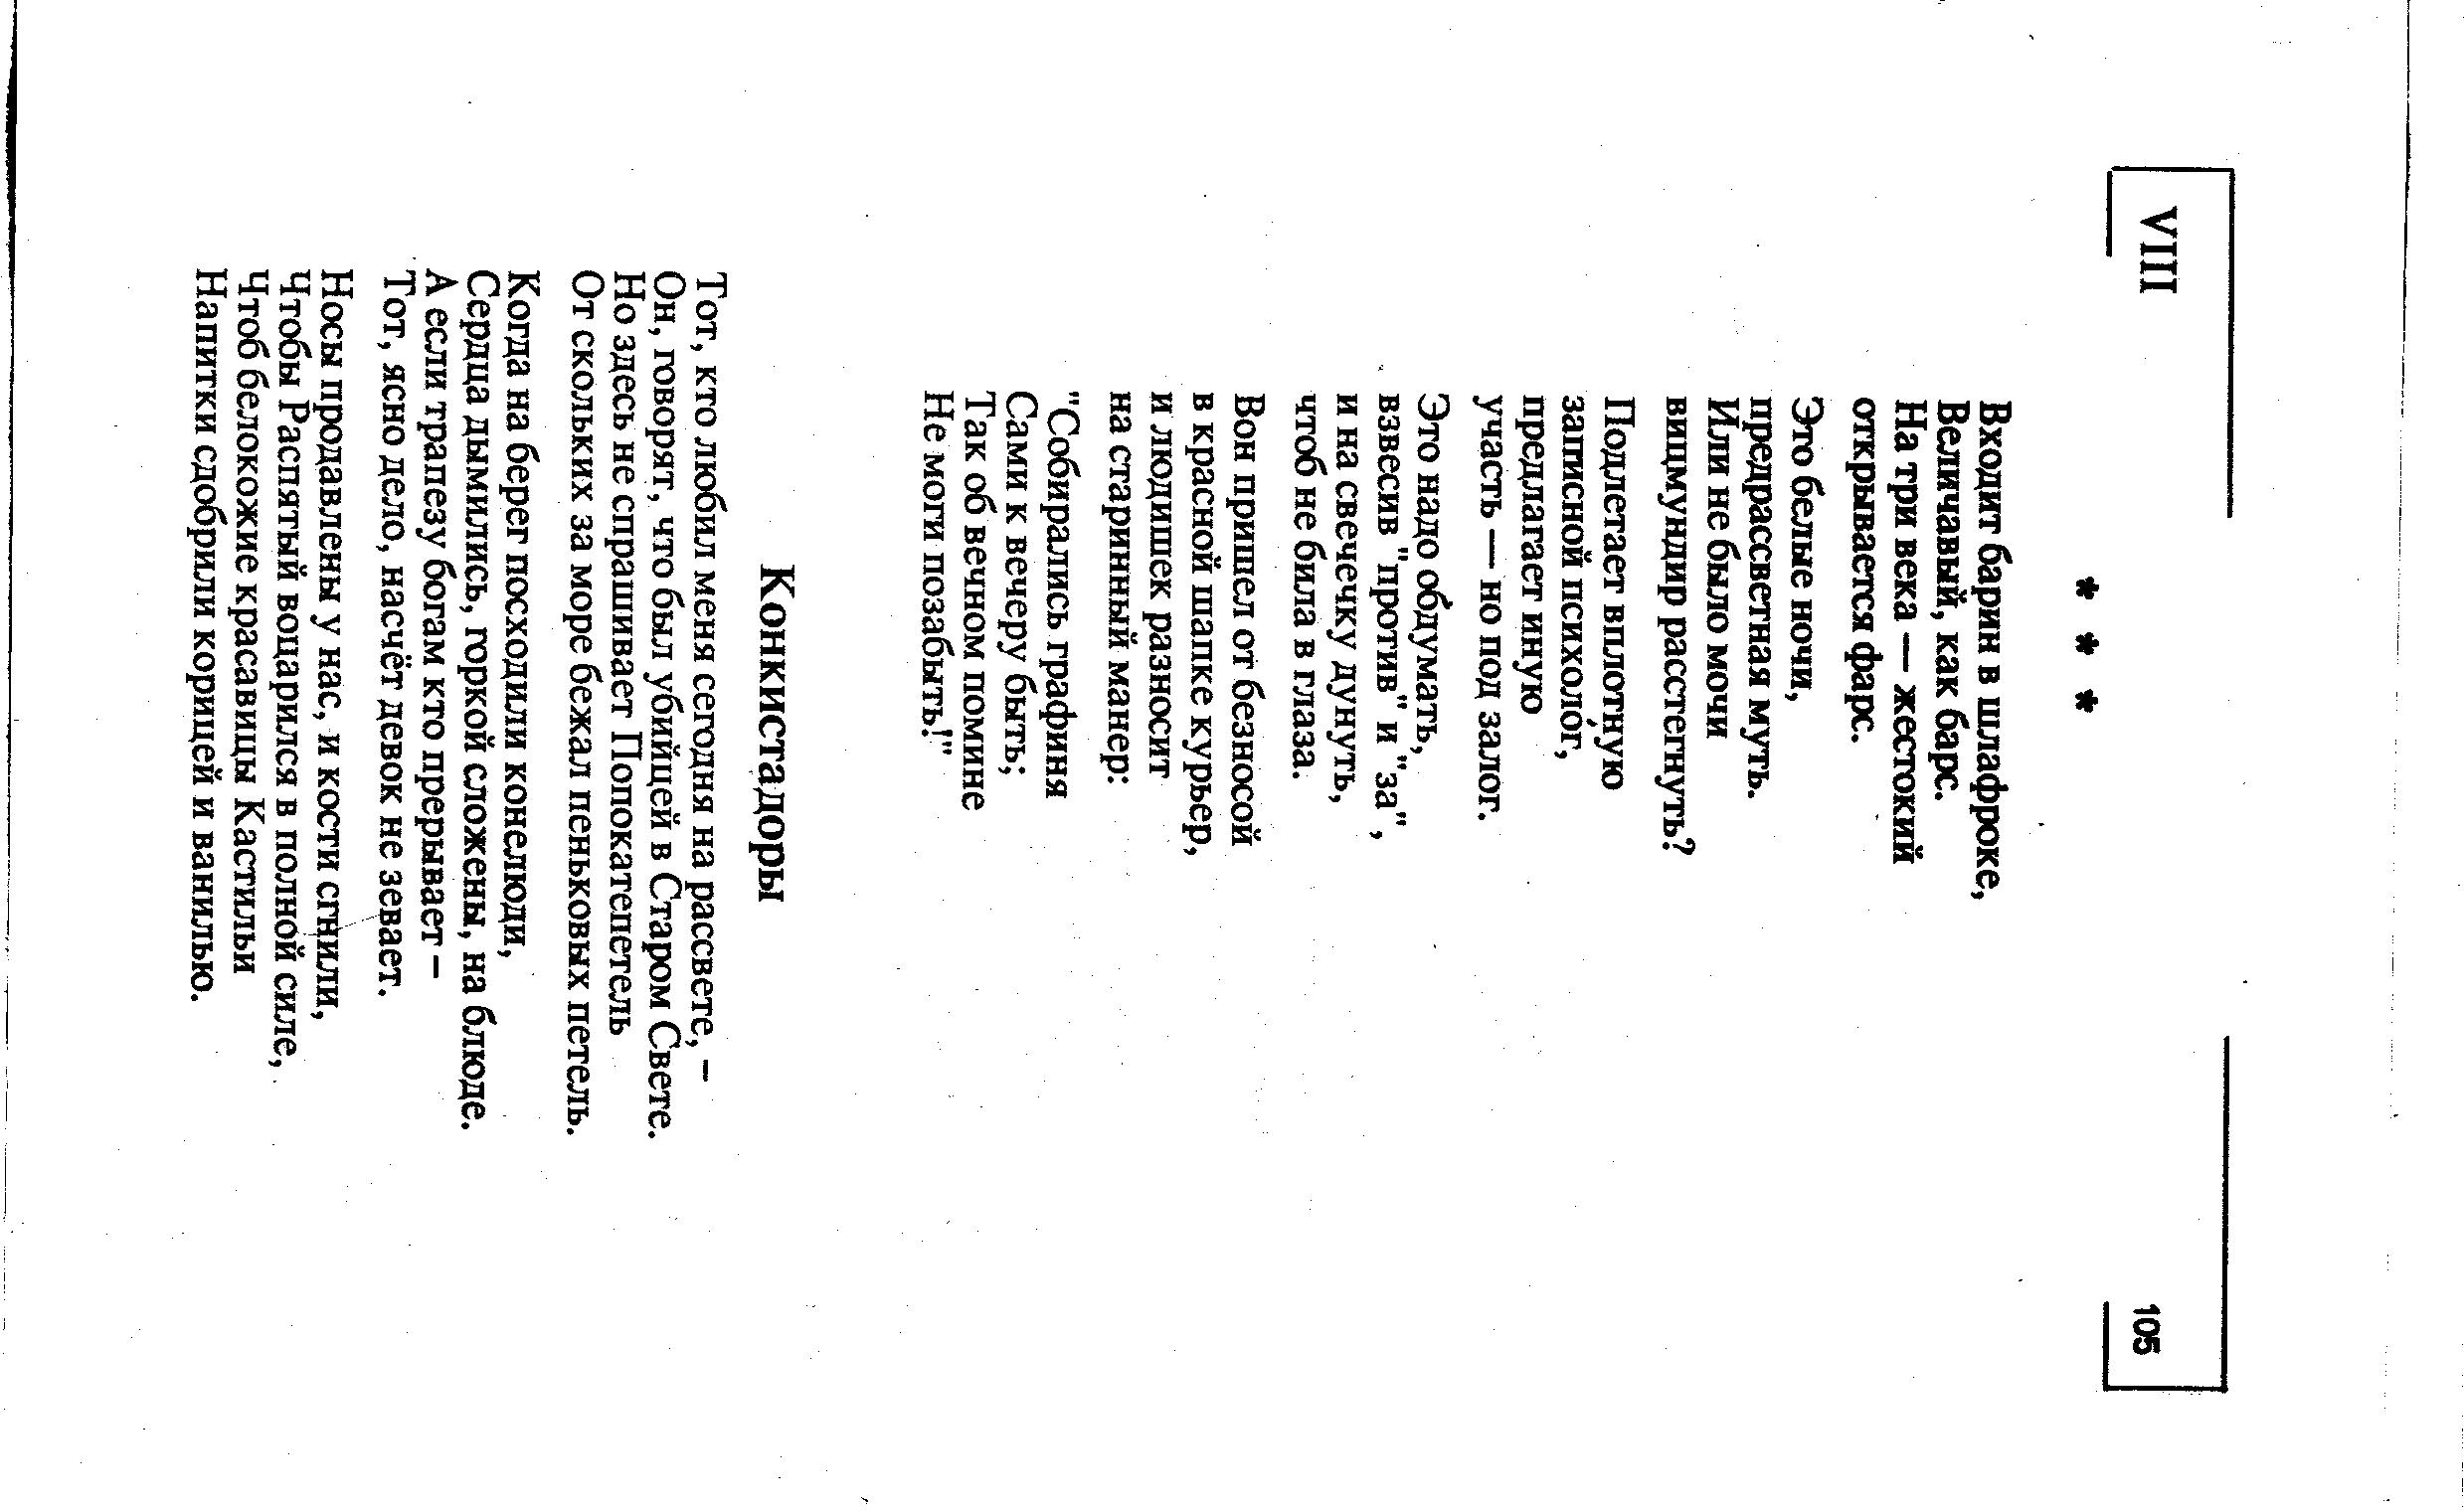 VIII
105
* * *
Входит барин в шлафроке,
Величавый, как барс.
На три века — жестокий
открывается фарс.
Это белые ночи,
предрассветная муть.
Или не было мочи
вицмундир расстегнуть?
Подлетает вплотную
записной психолог,
предлагает иную
участь — но под залог.
Это надо обдумать,
взвесив "против" и "за",
и на свечечку дунуть,
чтоб не била в глаза.
Вон пришел от безносой
в красной шапке курьер,
и людишек разносит
на старинный манер:
"Собирались графиня
Сами к вечеру быть;
Так об вечном помине
Не моги позабыть!"
Конкистадоры
Тот, кто любил меня сегодня на рассвете, –
Он, говорят, что был убийцей в Старом Свете.
Но здесь не спрашивает Попокатепетель
От скольких за море бежал пеньковых петель.
Когда на берег посходили конелюди,
Сердца дымились, горкой сложены, на блюде.
А если трапезу богам кто прерывает –
Тот, ясно дело, насчёт девок не зевает.
Носы продавлены у нас, и кости сгнили,
Чтобы Распятый воцарился в полной силе,
Чтоб белокожие красавицы Кастильи
Напитки сдобрили корицей и ванилью.